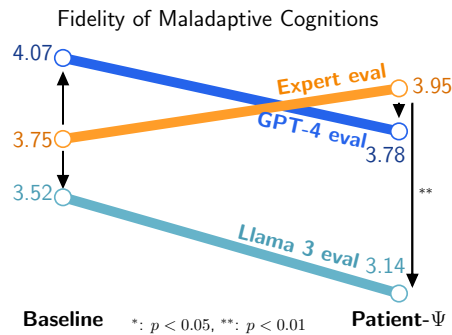 Fidelity of Maladaptive Cognitions
4.07
Expert eval
3.95
3.75
GPT-4 eval
3.78
3.52
**
Llama 3 eval
3.14
Baseline
*: p < 0.05, **: p < 0.01
Patient-Ψ